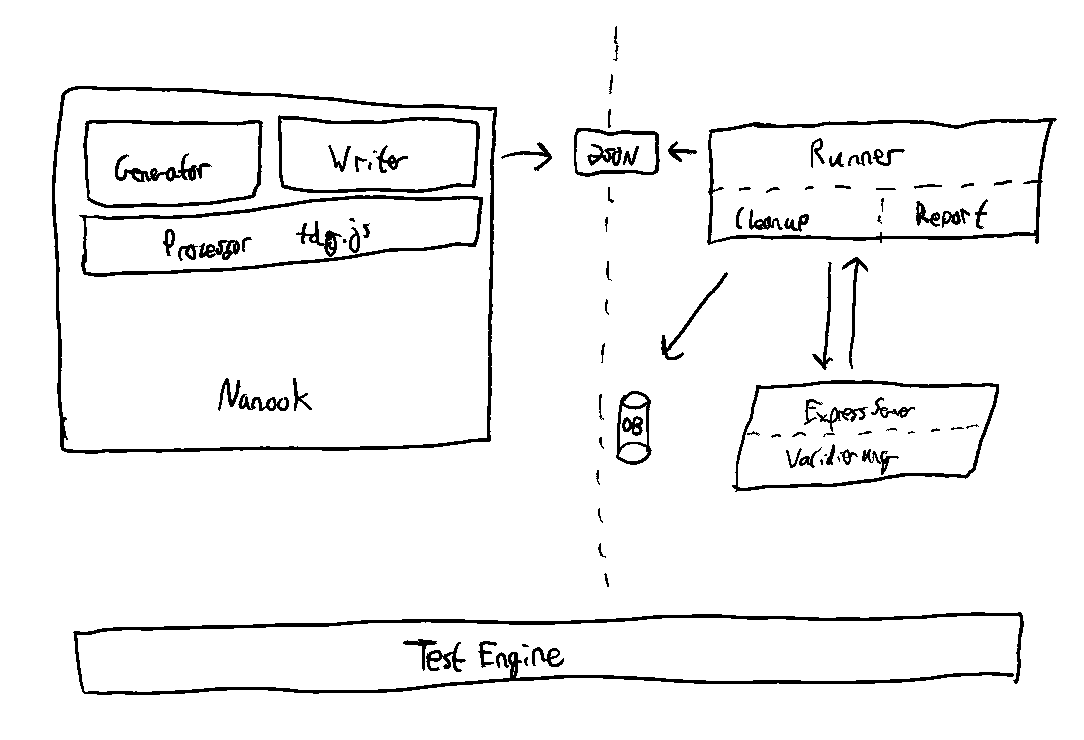 Generator
Writer
JSON
Runner
Cleanup
Report
Processor tdg.js
Nanook
DB
Express Server
Validierung
Test Engine